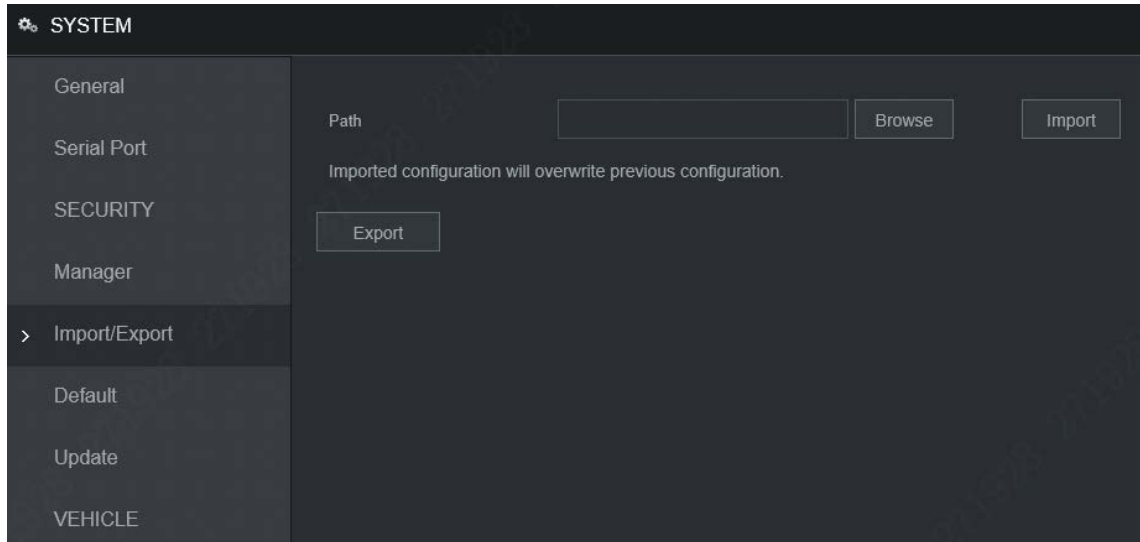 SYSTEM
General
Serial Port
SECURITY
Manager
Import/Export
Default
Update
VEHICLE
Path
Browse
Import
Imported configuration will overwrite previous configuration.
Export